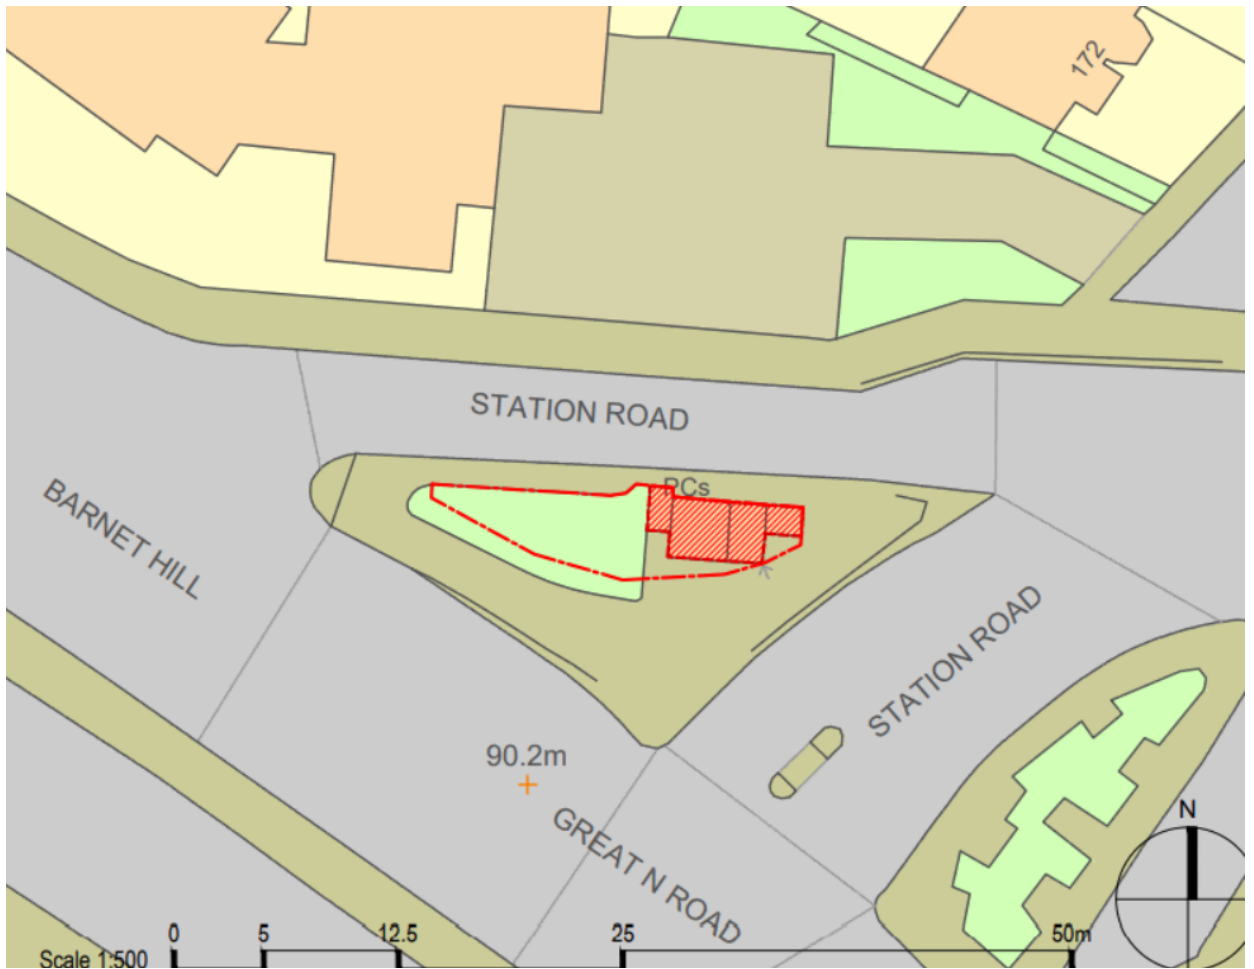 172
STATION ROAD
PCs
BARNET HILL
STATION ROAD
90.2m
GREAT N ROAD
N
0 5 12.5 25 50m
Scale 1:500